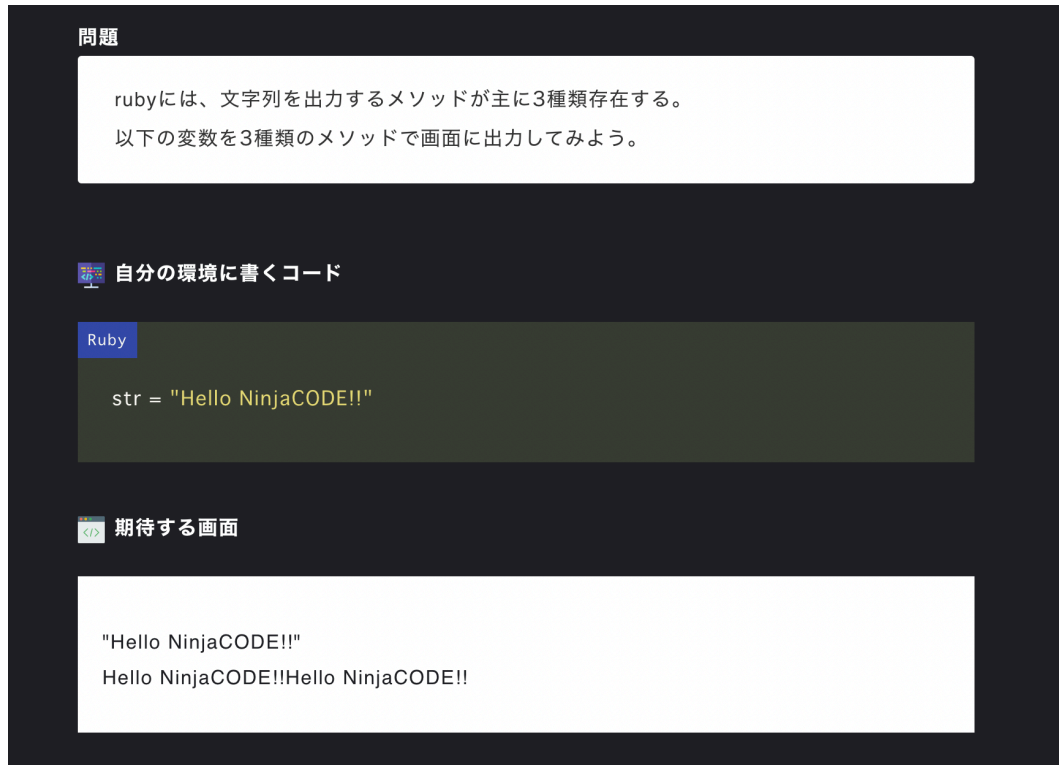 問題
rubyには、文字列を出力するメソッドが主に3種類存在する。
以下の変数を3種類のメソッドで画面に出力してみよう。
自分の環境に書くコード
Ruby
str = "Hello NinjaCODE!!"
</>
期待する画面
"Hello NinjaCODE!!"
Hello NinjaCODE!!Hello NinjaCODE!!